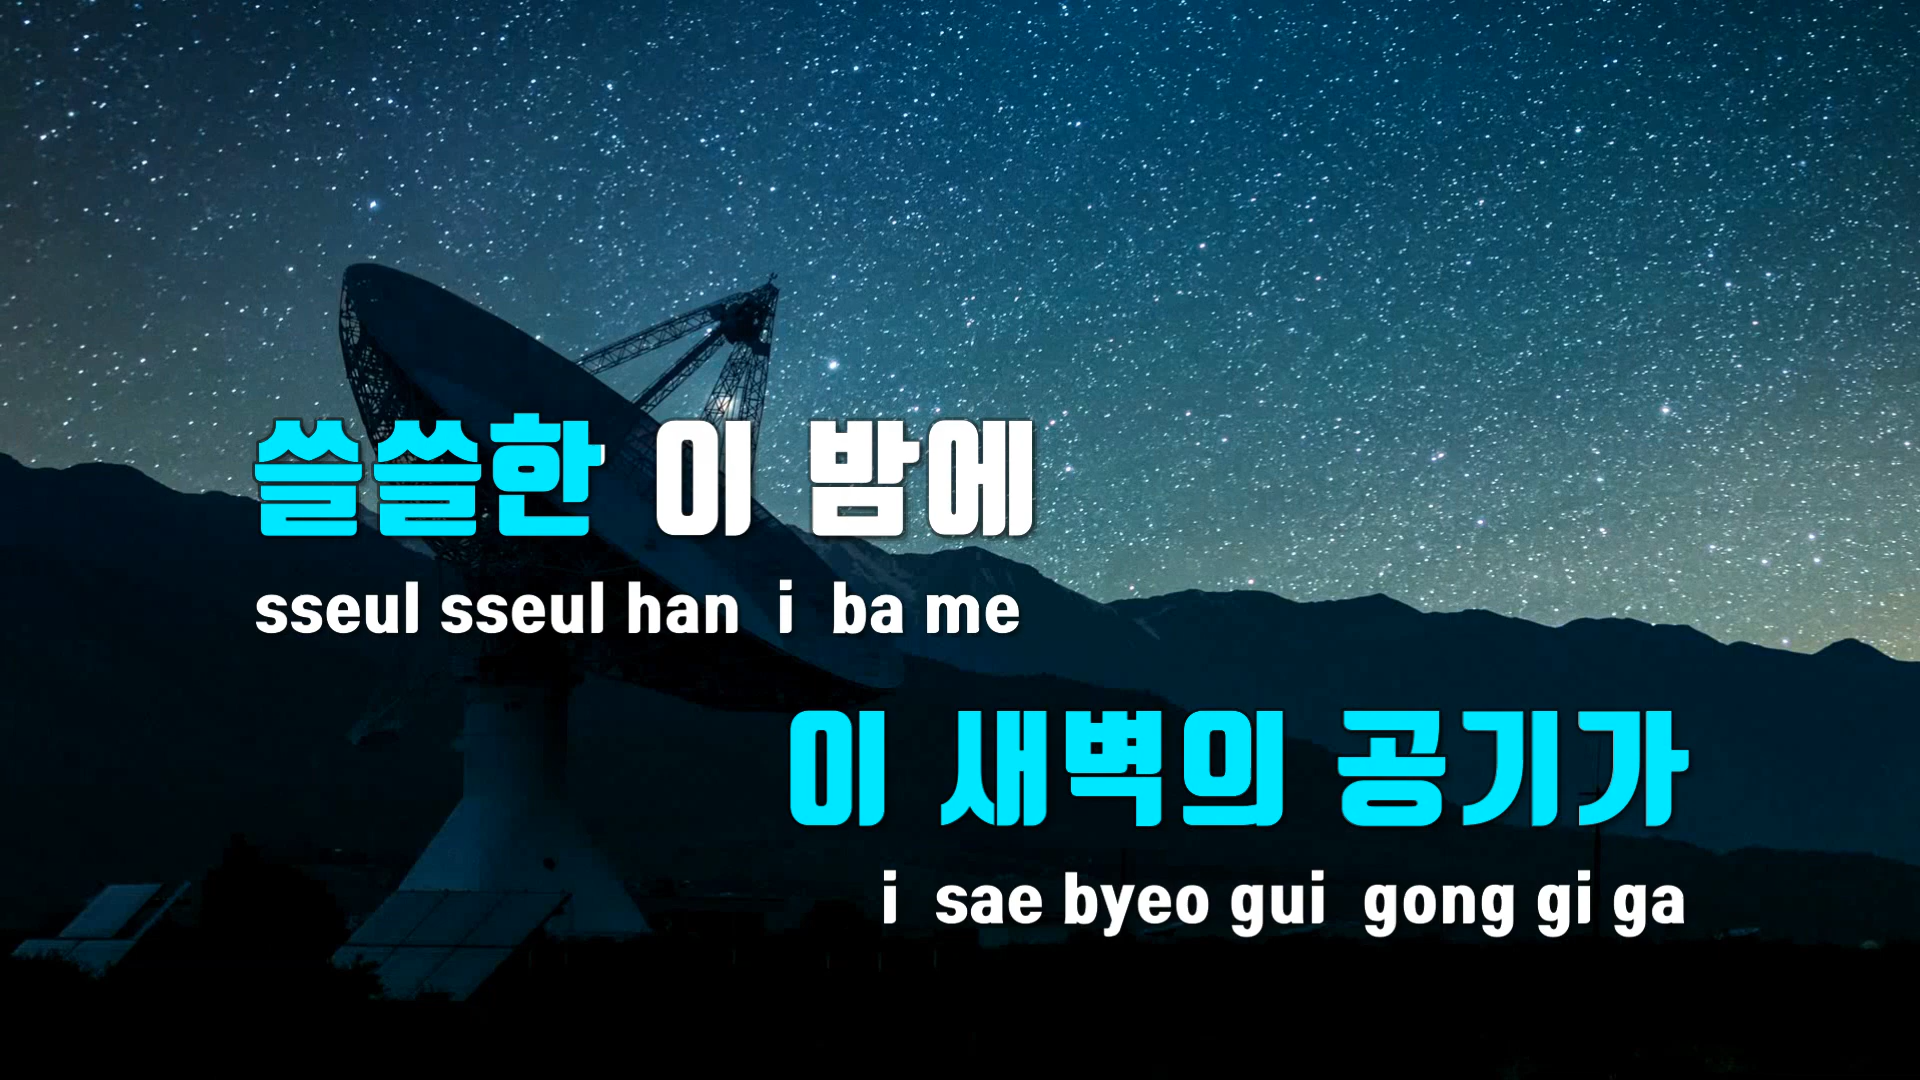 쓸쓸한 이 밤에
sseul sseul han i ba me
이 새벽의 공기가
i sae byeo gui gong gi ga